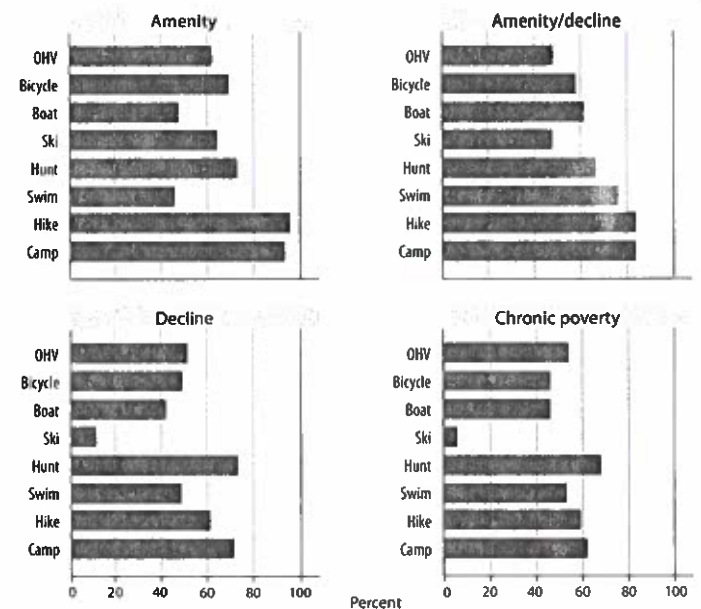 Amenity
OHV
Bicycle
Boat
Ski
Hunt
Swim
Hike
Camp
Amenity/decline
OHV
Bicycle
Boat
Ski
Hunt
Swim
Hike
Camp
Decline
OHV
Bicycle
Boat
Ski
Hunt
Swim
Hike
Camp
0 20 40 60 80 100
Chronic poverty
OHV
Bicycle
Boat
Ski
Hunt
Swim
Hike
Camp
0 20 40 60 80 100
Percent